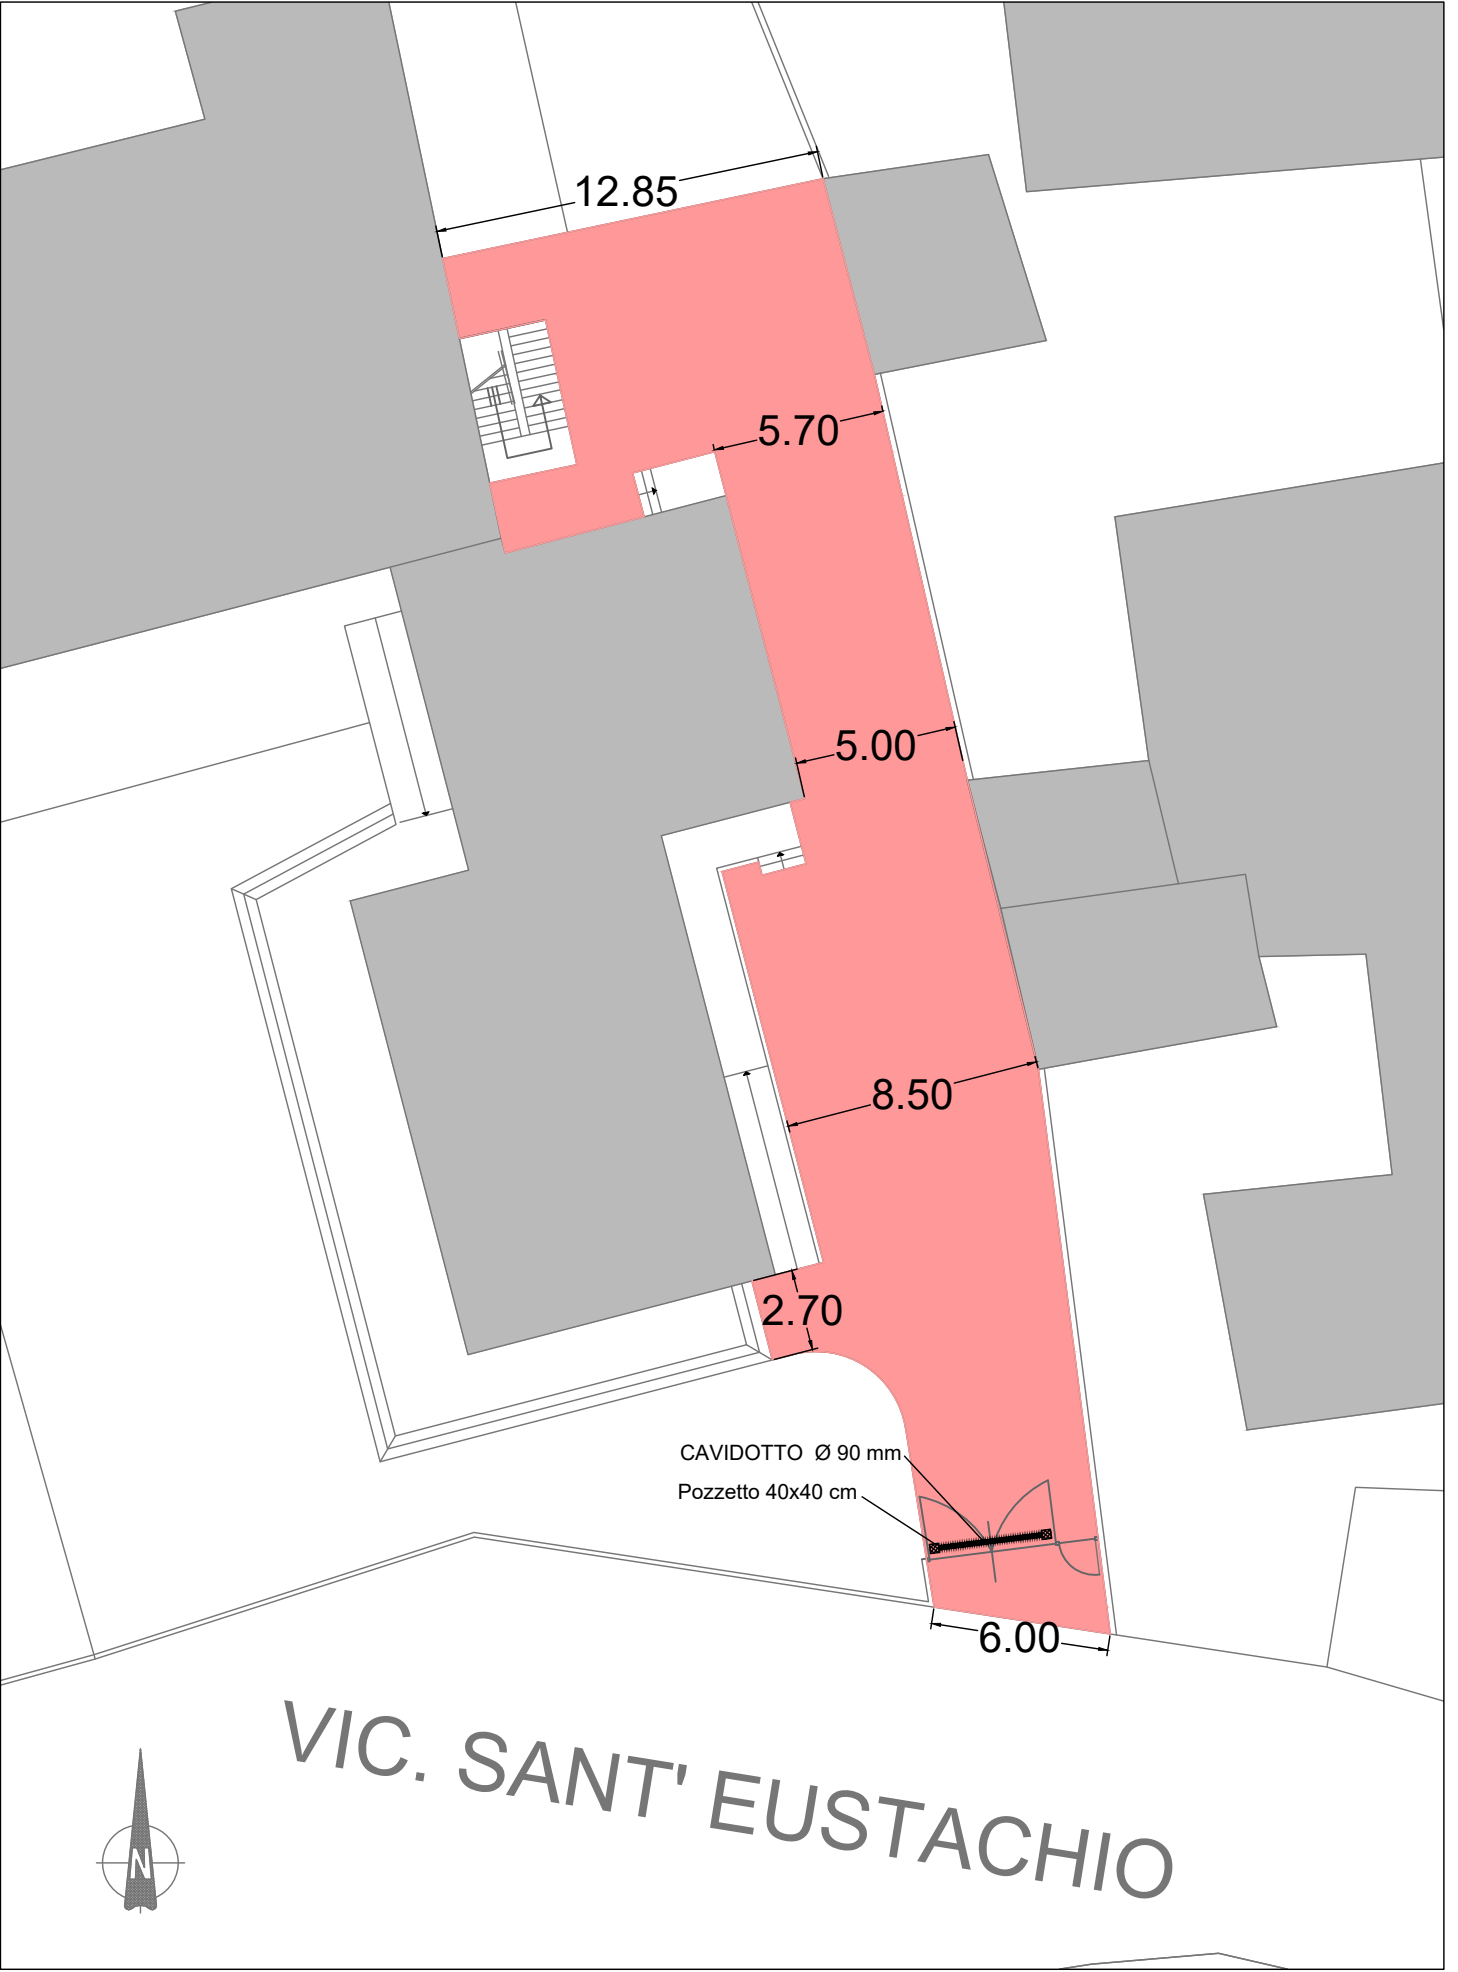 12.85
5.70
5.00
8.50
2.70
CAVIDOTTO Ø 90 mm
Pozzetto 40x40 cm
6.00
VIC. SANT' EUSTACHIO
N